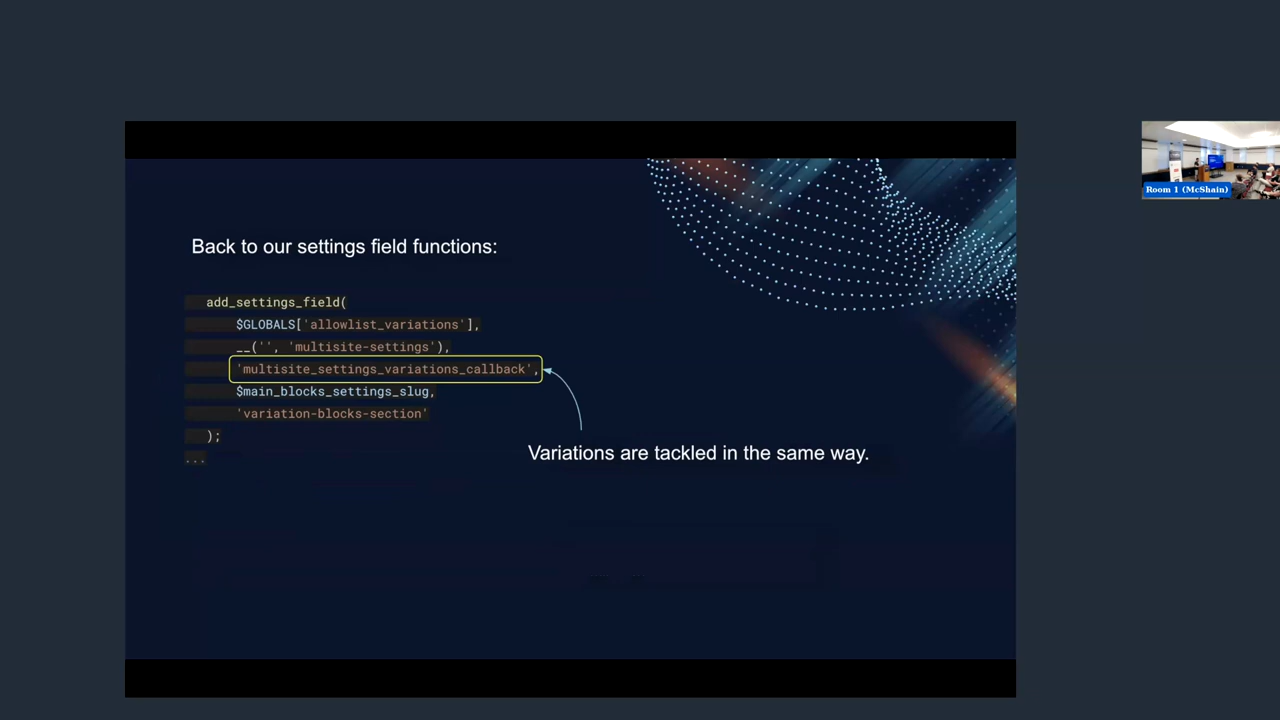 Back to our settings field functions:
add_settings_field(
$GLOBALS['allowlist_variations'],
__('', 'multisite-settings'),
'multisite_settings_variations_callback',
$main_blocks_settings_slug,
'variation-blocks-section'
);
...
Variations are tackled in the same way.
Room 1 (McShain)